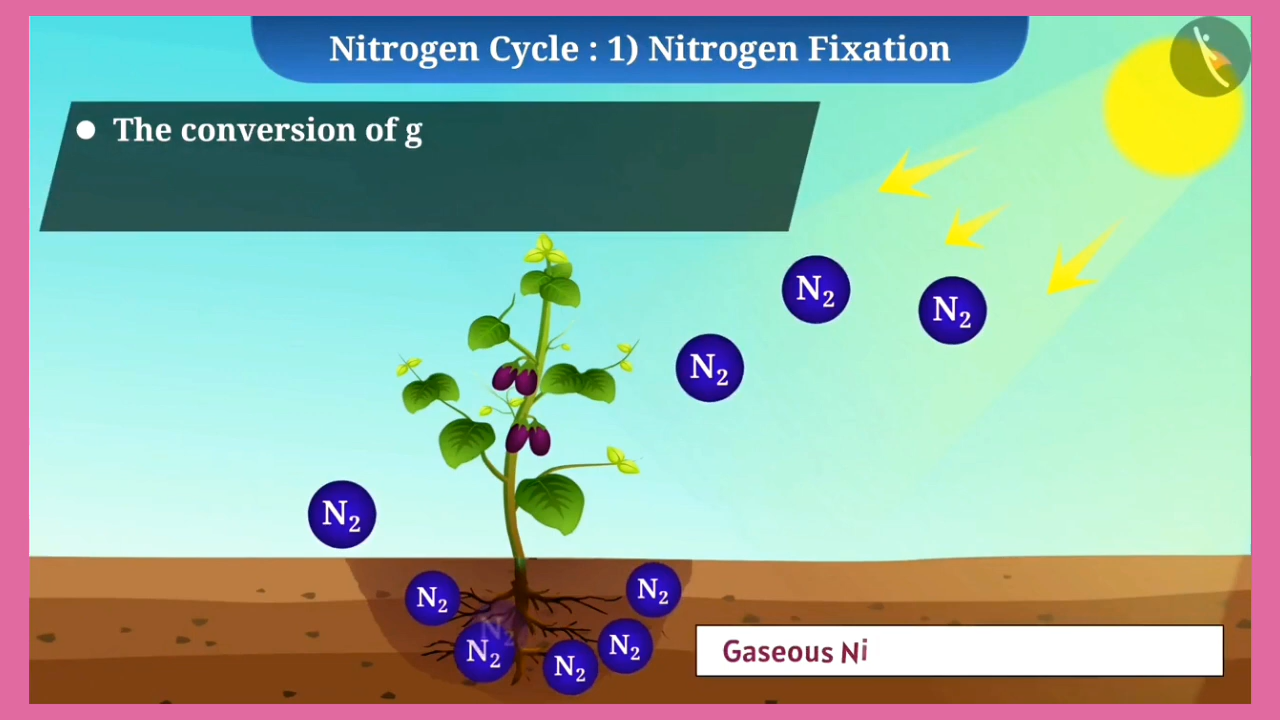 Nitrogen Cycle : 1) Nitrogen Fixation
● The conversion of g
N₂
N₂
N₂
N₂
N₂
N₂
N₂
N₂
N₂
N₂
Gaseous Ni